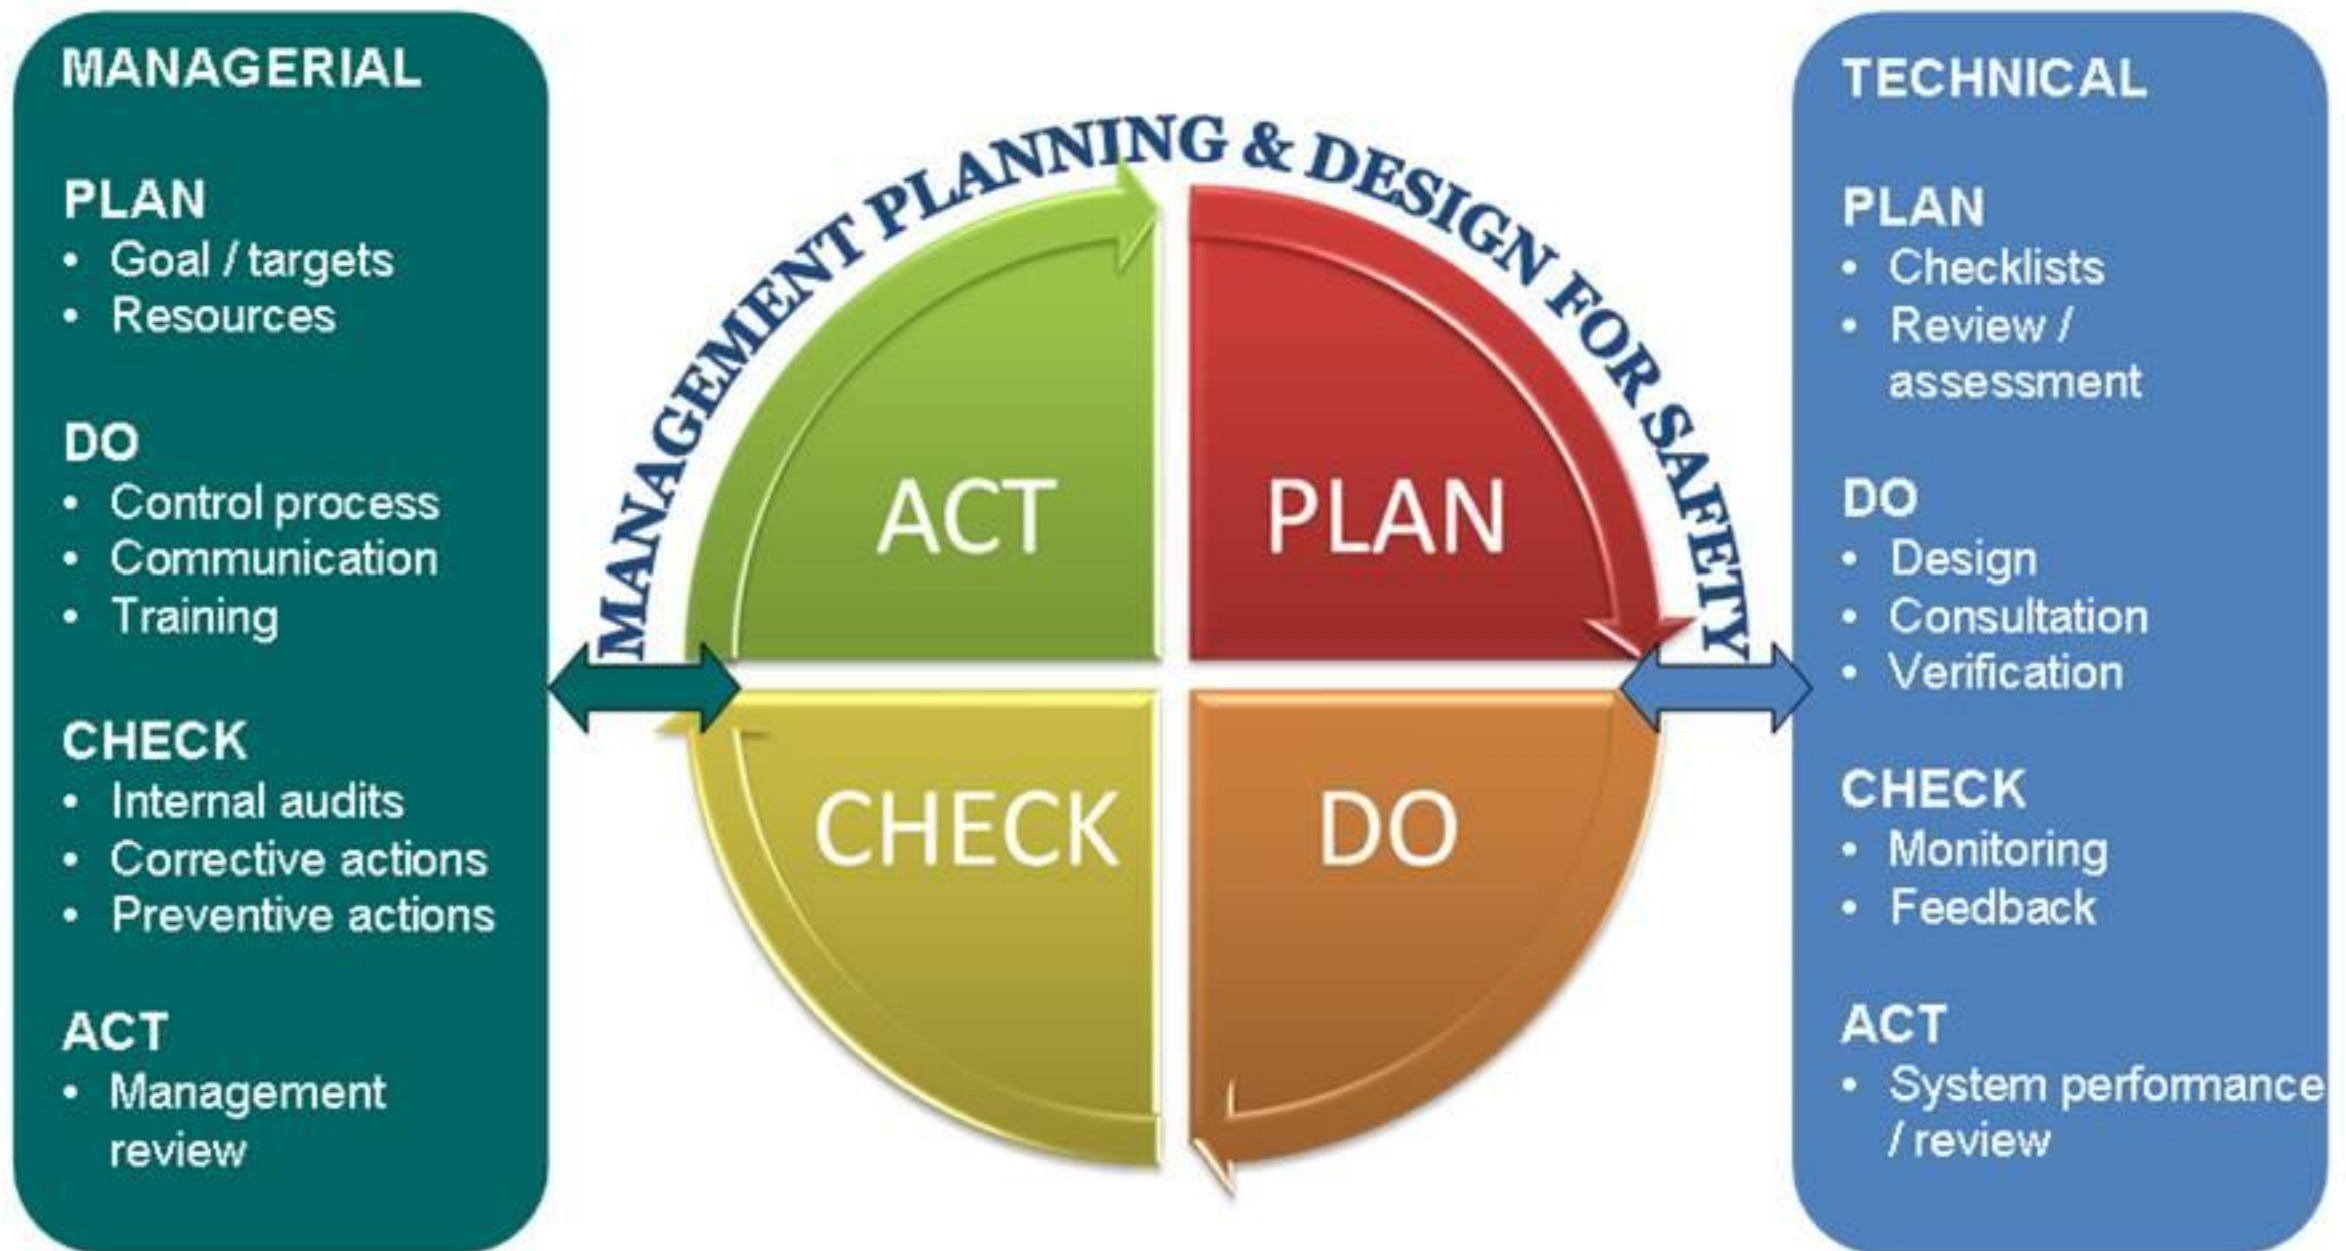 MANAGERIAL
PLAN
• Goal / targets
• Resources
DO
• Control process
• Communication
• Training
CHECK
• Internal audits
• Corrective actions
• Preventive actions
ACT
• Management
review
MANAGEMENT PLANNING & DESIGN FOR SAFETY
ACT
PLAN
CHECK
DO
TECHNICAL
PLAN
• Checklists
• Review /
assessment
DO
• Design
• Consultation
• Verification
CHECK
• Monitoring
• Feedback
ACT
• System performance
/ review